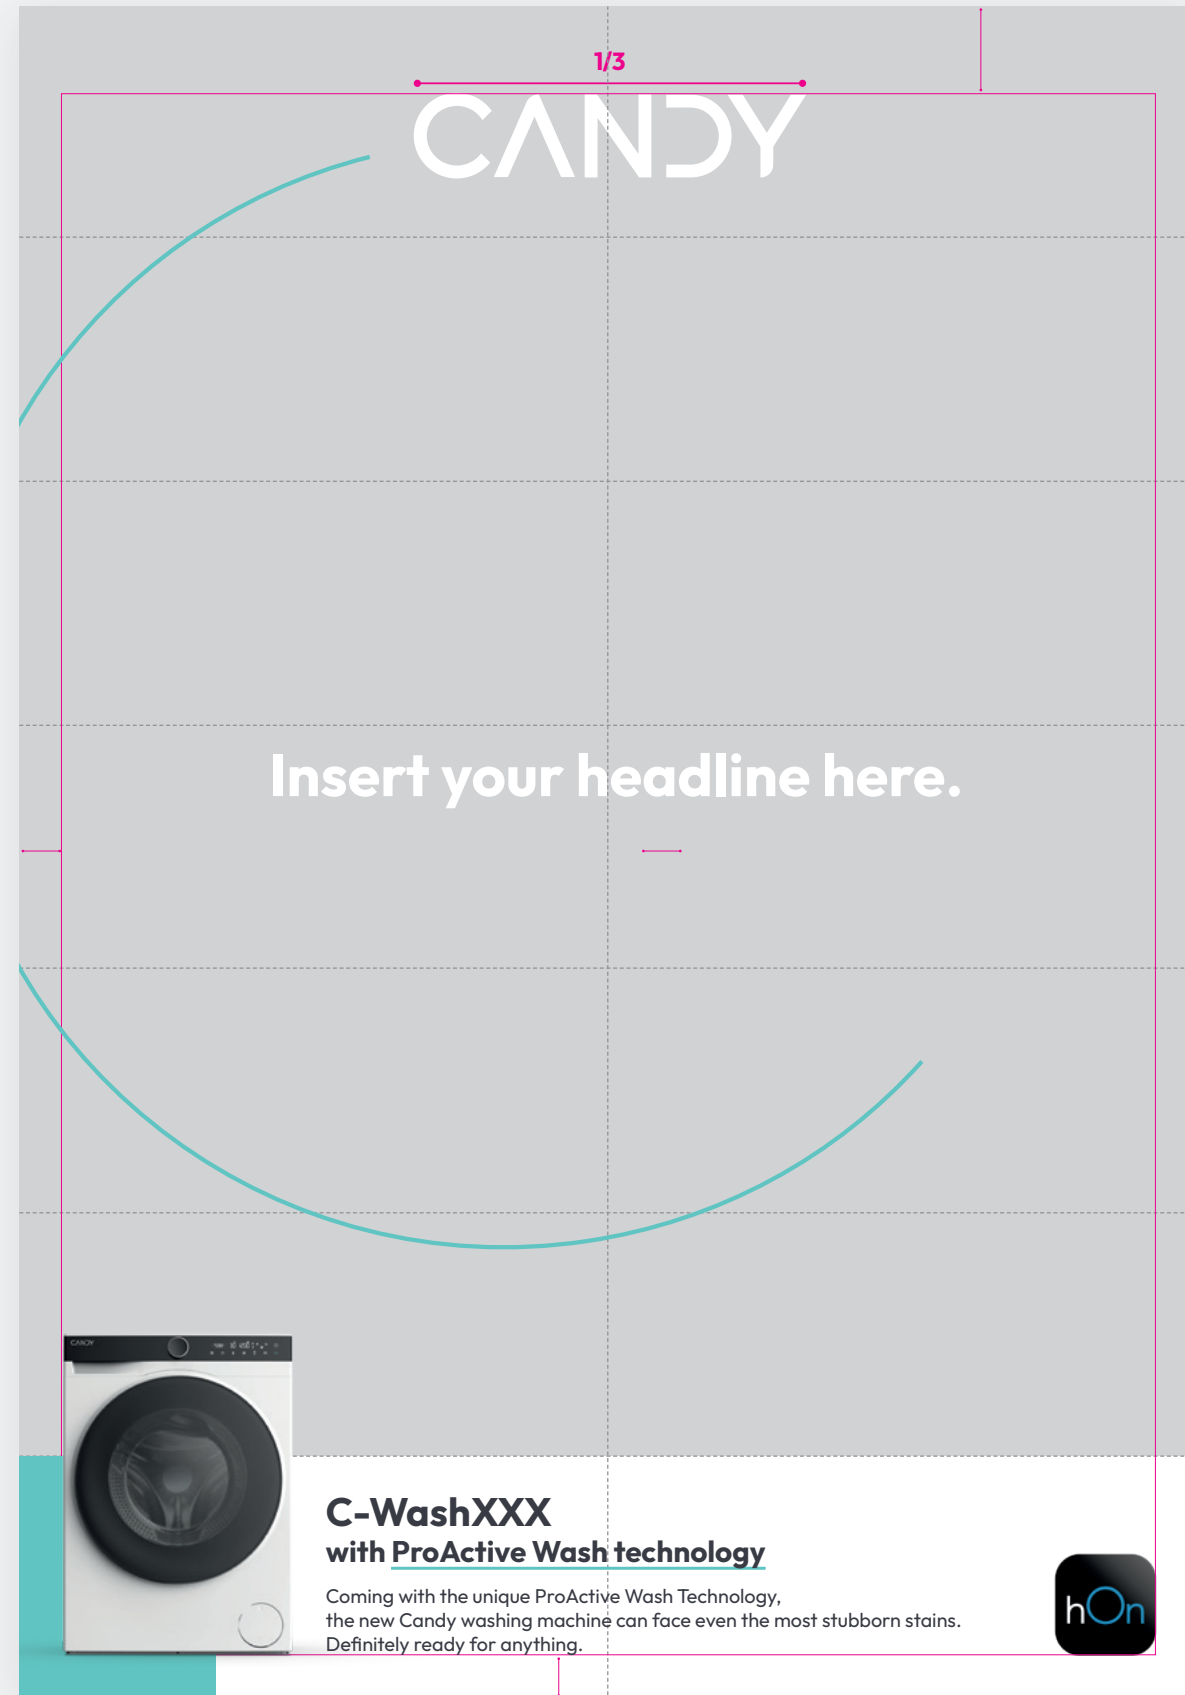 1/3
CANDY
Insert your headline here.
CANDY
C-WashXXX
with ProActive Wash technology
Coming with the unique ProActive Wash Technology,
the new Candy washing machine can face even the most stubborn stains.
Definitely ready for anything.
hOn